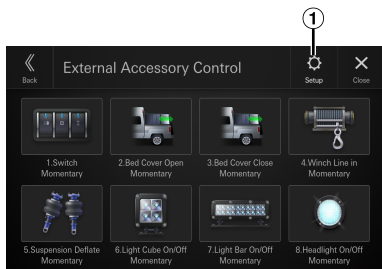 1
Back
External Accessory Control
Setup
Close
1.Switch
Momentary
2.Bed Cover Open
Momentary
3.Bed Cover Close
Momentary
4.Winch Line in
Momentary
5.Suspension Deflate
Momentary
6.Light Cube On/Off
Momentary
7.Light Bar On/Off
Momentary
8.Headlight On/Off
Momentary